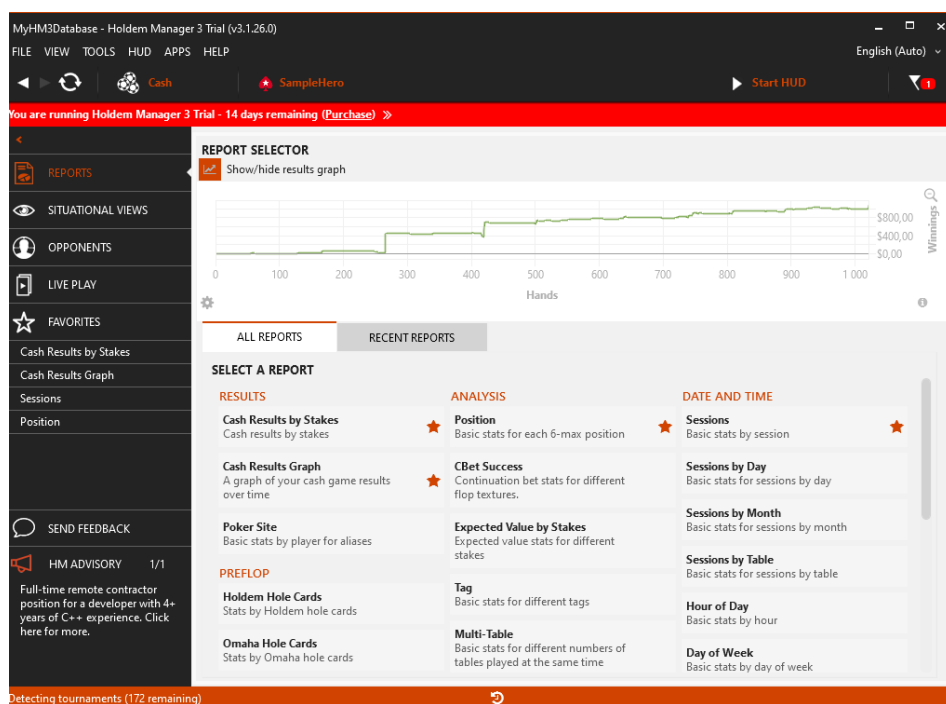 MyHM3Database - Holdem Manager 3 Trial (v3.1.26.0)
FILE VIEW TOOLS HUD APPS HELP
English (Auto)
Cash
SampleHero
Start HUD
1
You are running Holdem Manager 3 Trial - 14 days remaining (Purchase)
REPORTS
SITUATIONAL VIEWS
OPPONENTS
LIVE PLAY
FAVORITES
Cash Results by Stakes
Cash Results Graph
Sessions
Position
SEND FEEDBACK
HM ADVISORY 1/1
Full-time remote contractor
position for a developer with 4+
years of C++ experience. Click
here for more.
REPORT SELECTOR
Show/hide results graph
$800,00
$400,00
$0,00
Winnings
0 100 200 300 400 500 600 700 800 900 1 000
Hands
ALL REPORTS
RECENT REPORTS
SELECT A REPORT
RESULTS
Cash Results by Stakes
Cash results by stakes
Cash Results Graph
A graph of your cash game results
over time
Poker Site
Basic stats by player for aliases
PREFLOP
Holdem Hole Cards
Stats by Holdem hole cards
Omaha Hole Cards
Stats by Omaha hole cards
ANALYSIS
Position
Basic stats for each 6-max position
CBet Success
Continuation bet stats for different
flop textures.
Expected Value by Stakes
Expected value stats for different
stakes
Tag
Basic stats for different tags
Multi-Table
Basic stats for different numbers of
tables played at the same time
DATE AND TIME
Sessions
Basic stats by session
Sessions by Day
Basic stats for sessions by day
Sessions by Month
Basic stats for sessions by month
Sessions by Table
Basic stats for sessions by table
Hour of Day
Basic stats by hour
Day of Week
Basic stats by day of week
Detecting tournaments (172 remaining)